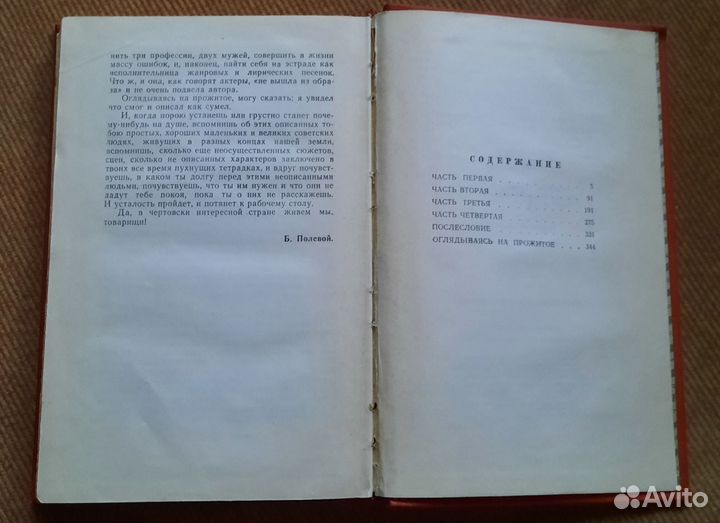 нить три профессии, двух мужей, совершить в жизни
массу ошибок, и, наконец, найти себя на эстраде как
исполнительница жанровых и лирических песенок.
Что ж, и она, как говорят актеры, «не вышла из обра-
за» и не очень подвела автора.
Оглядываясь на прожитое, могу сказать: я увидел
что смог и описал как сумел.
И, когда порою устаешь или грустно станет почему-
му-нибудь на душе, вспомнишь об этих описанных то-
бою простых, хороших маленьких и великих советских
людях, живущих в разных концах нашей земли,
вспомнишь, сколько еще неосуществленных сюжетов,
сцен, сколько не описанных характеров заключено в
твоих все время пухнущих тетрадках, и вдруг почувст-
вуешь, в каком ты долгу перед этими неописанными
людьми, почувствуешь, что ты им нужен и что они не
дадут тебе покоя, пока ты о них не расскажешь.
И усталость пройдет, и потянет к рабочему столу.
Да, в чертовски интересной стране живем мы,
товарищи!
Б. Полевой.
СОДЕРЖАНИЕ
ЧАСТЬ ПЕРВАЯ . . . . . . . 5
ЧАСТЬ ВТОРАЯ . . . . . . . 91
ЧАСТЬ ТРЕТЬЯ . . . . . . . 191
ЧАСТЬ ЧЕТВЕРТАЯ . . . . . . 275
ПОСЛЕСЛОВИЕ . . . . . . . 331
ОГЛЯДЫВАЯСЬ НА ПРОЖИТОЕ . . . 344
Avito